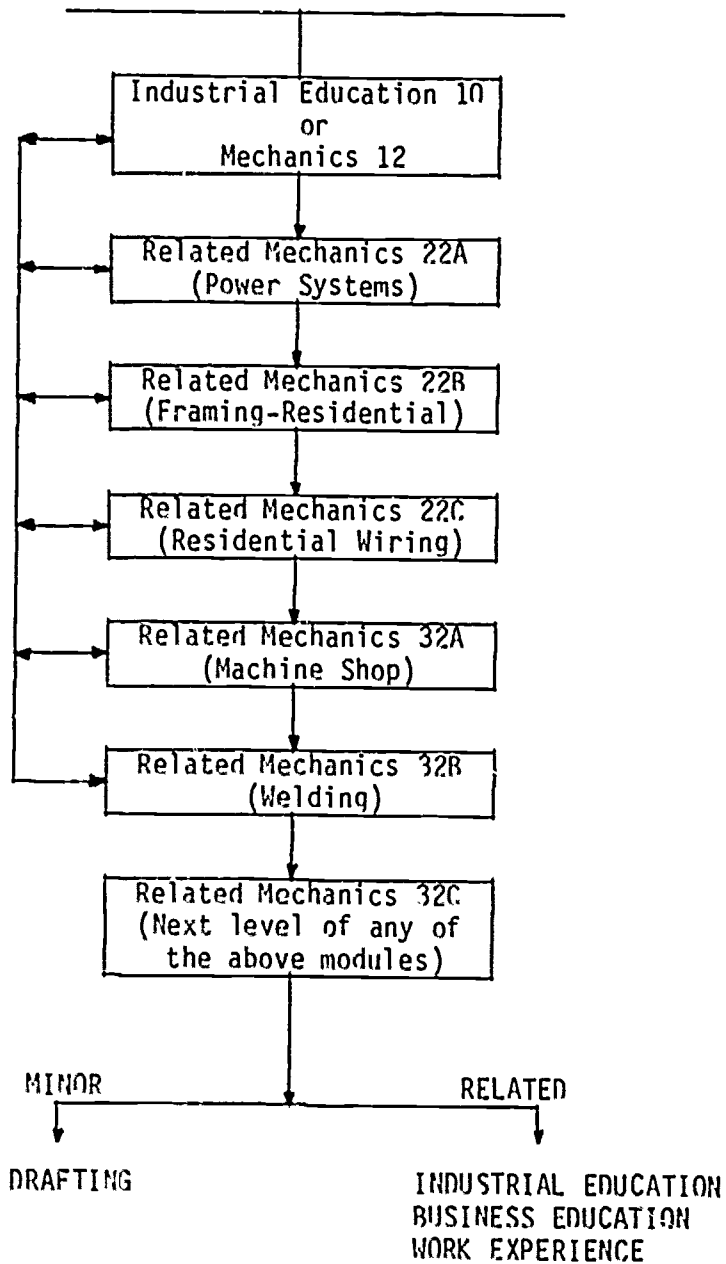 Industrial Education 10
or
Mechanics 12
Related Mechanics 22A
(Power Systems)
Related Mechanics 22B
(Framing-Residential)
Related Mechanics 22C
(Residential Wiring)
Related Mechanics 32A
(Machine Shop)
Related Mechanics 32B
(Welding)
Related Mechanics 32C
(Next level of any of
the above modules)
MINOR
RELATED
DRAFTING
INDUSTRIAL EDUCATION
BUSINESS EDUCATION
WORK EXPERIENCE